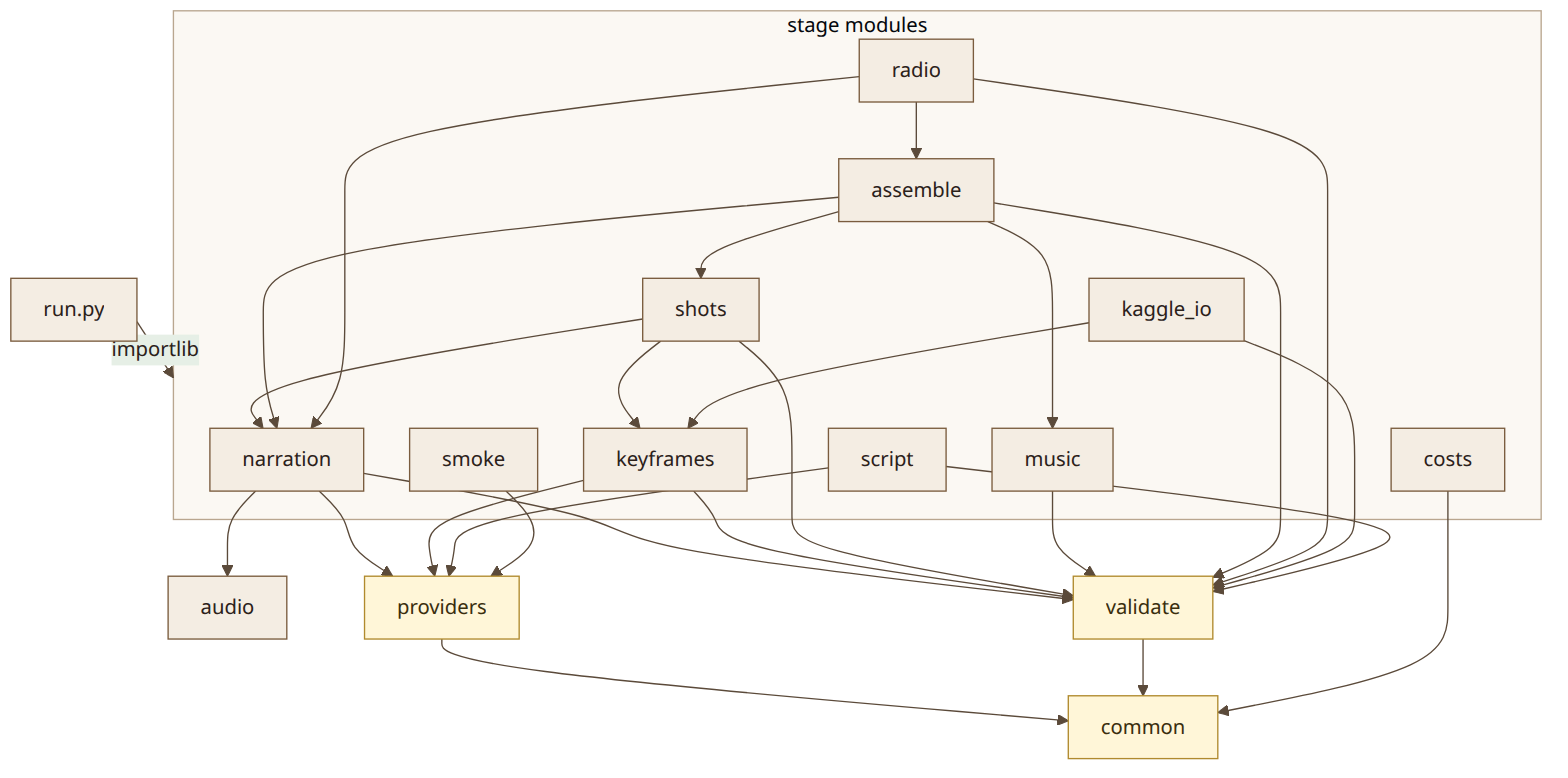 stage modules
radio
assemble
run.py
shots
kaggle_io
importlib
narration
smoke
keyframes
script
music
costs
audio
providers
validate
common